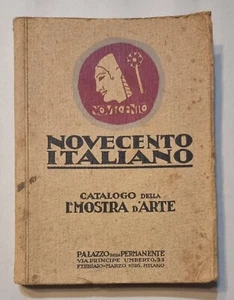 NOVECENTO
NOVECENTO
ITALIANO
CATALOGO DELLA
I.MOSTRA D'ARTE
PALAZZO DELLA PERMANENTE
VIA PRINCIPE UMBERTO, 32
FEBBRAIO-MARZO 1926. MILANO